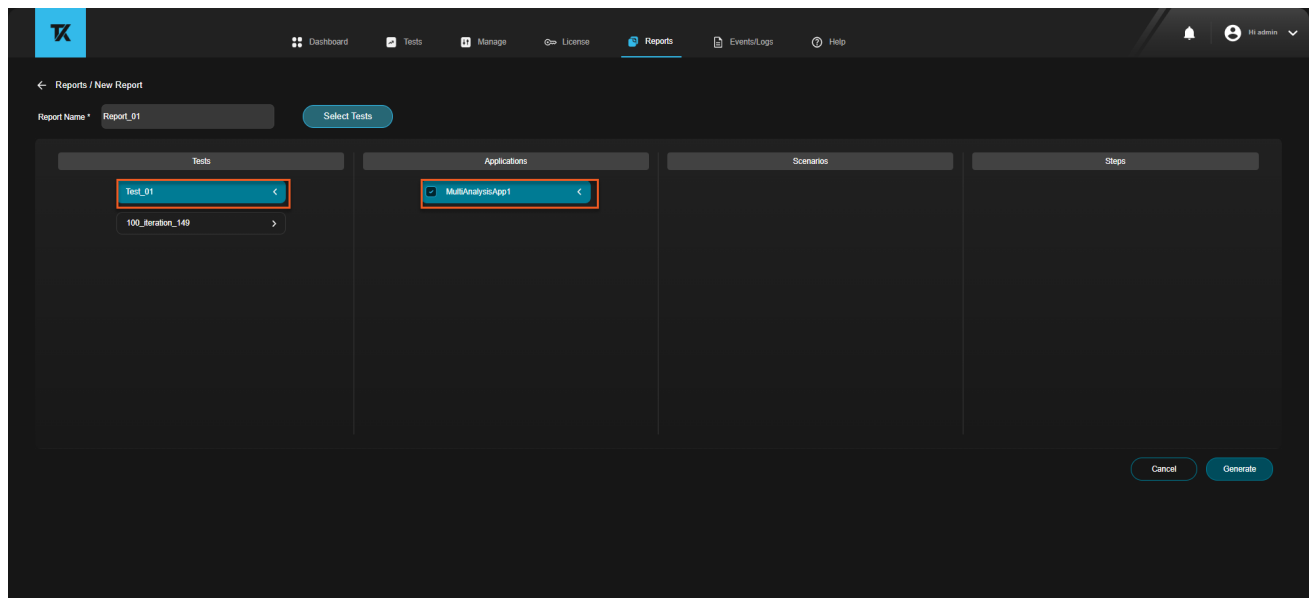 TK
Dashboard Tests Manage License Reports Events/Logs Help Hi admin
Reports / New Report
Report Name * Report_01 Select Tests
Tests Applications Scenarios Steps
Test_01 MultiAnalysisApp1
100_iteration_149
Cancel Generate